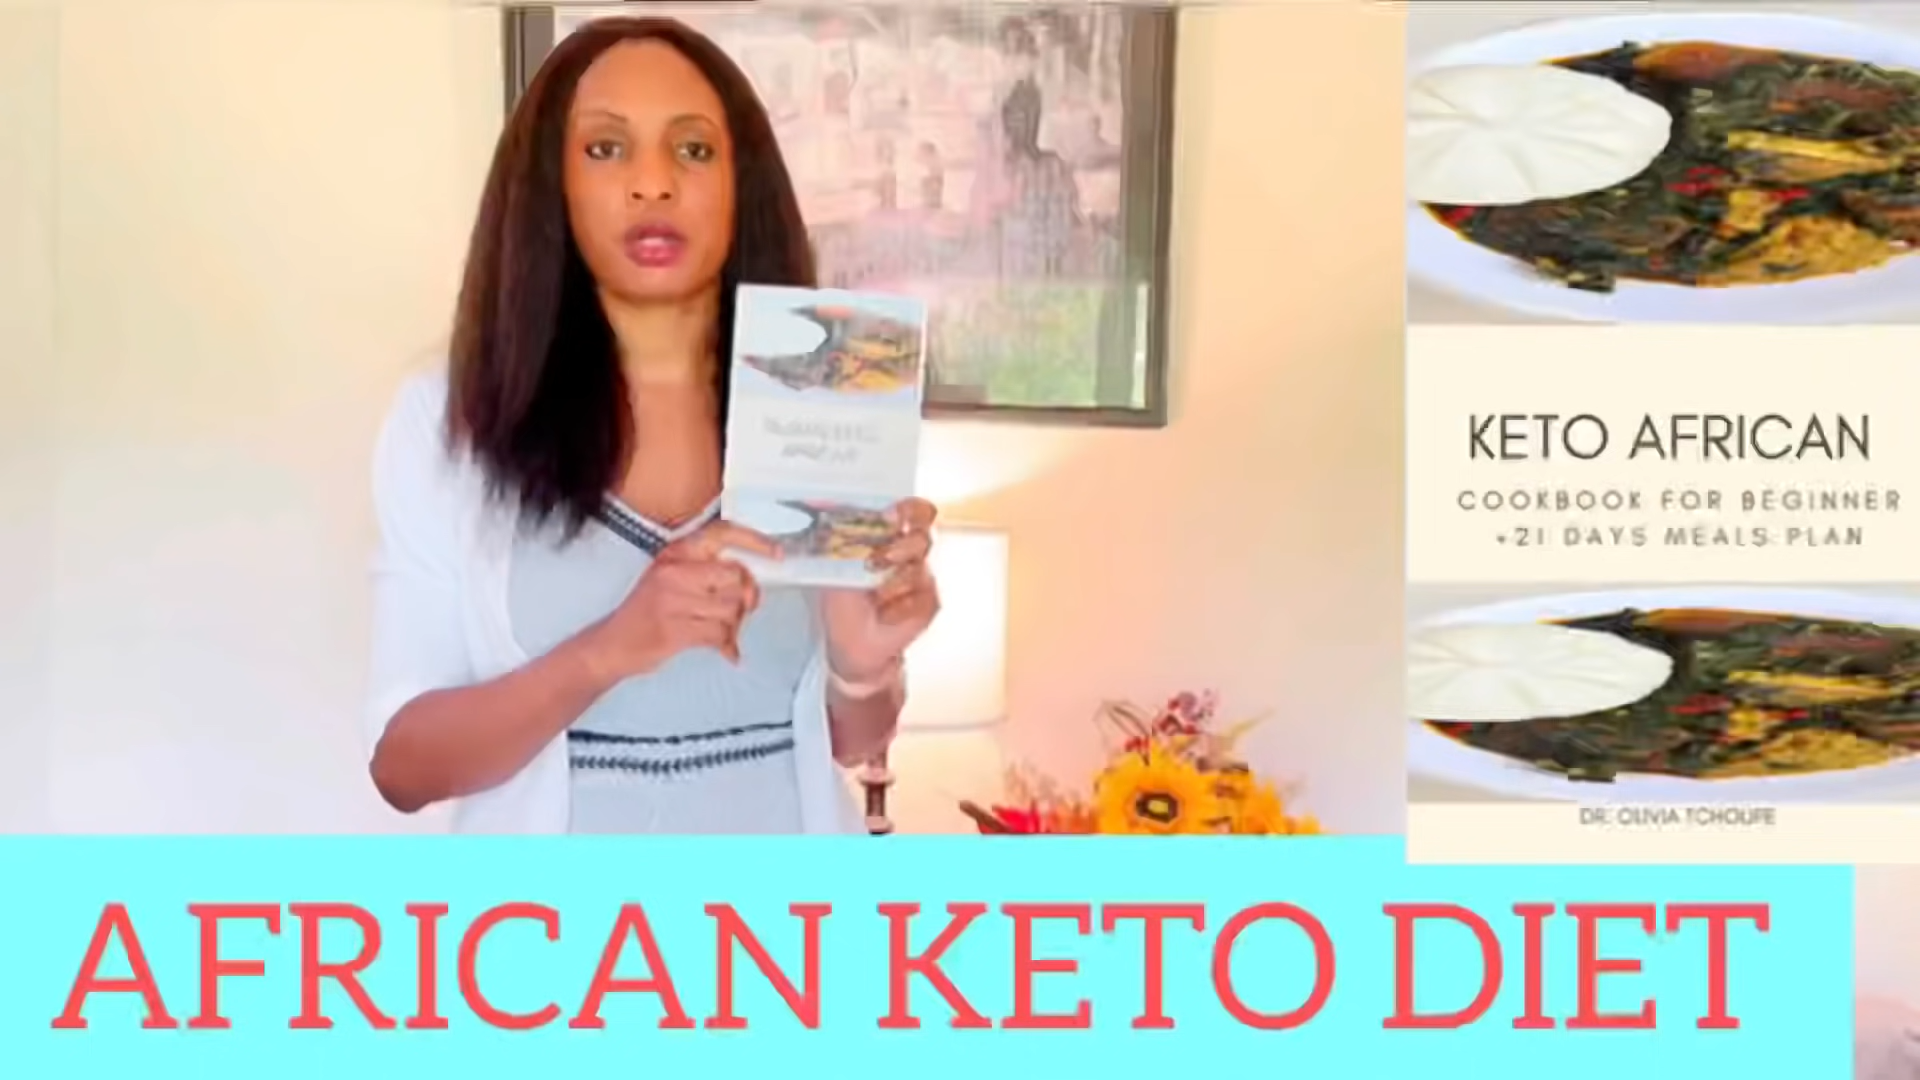 KETO AFRICAN
COOKBOOK FOR BEGINNER
+21 DAYS MEALS PLAN
DR. OLIVIA TCHOUFE
AFRICAN KETO DIET